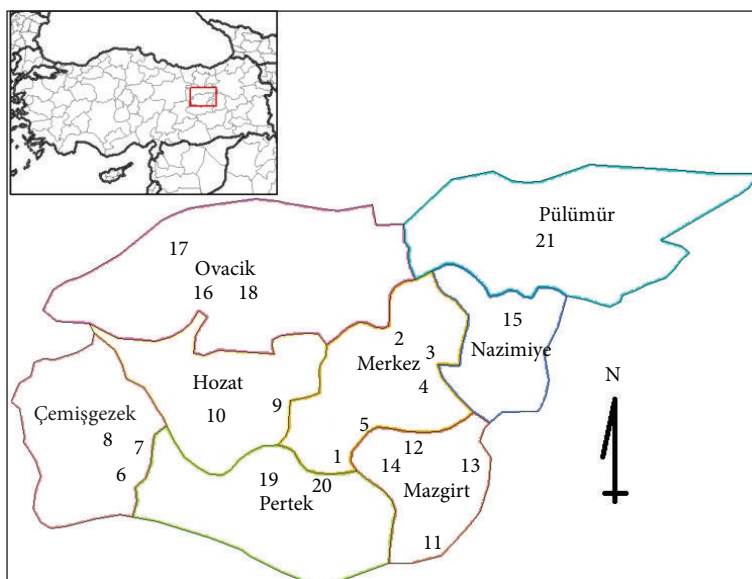 Pülümür
21
17
Ovacik
16 18
15
Nazimiye
2
3
Merkez
4
N
Hozat
10
9
Çemişgezek
8 7
6
5
1
12
14 13
Mazgirt
11
19 20
Pertek